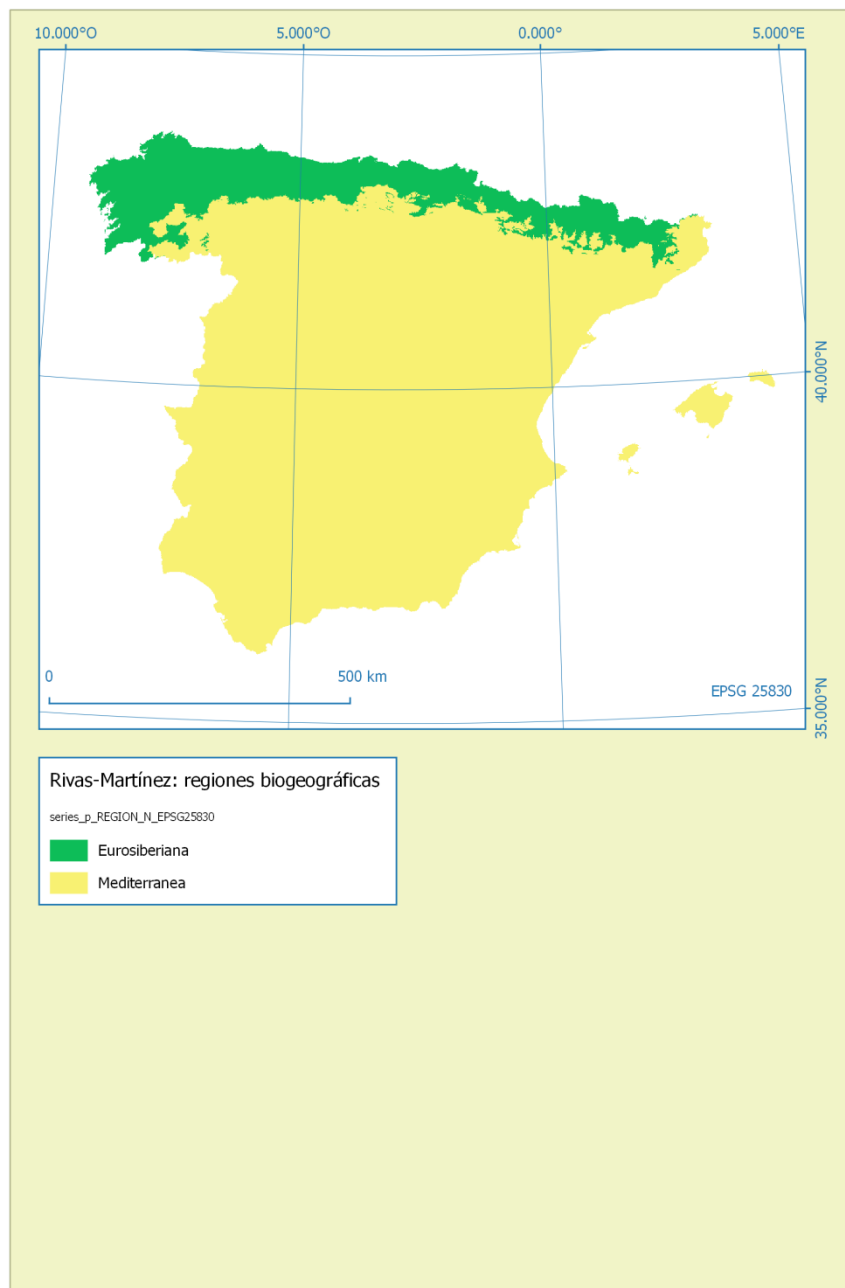 10.000°O 5.000°O 0.000° 5.000°E
40.000°N
0 500 km
EPSG 25830
35.000°N
Rivas-Martínez: regiones biogeográficas
series_p_REGION_N_EPSG25830
Eurosiberiana
Mediterranea